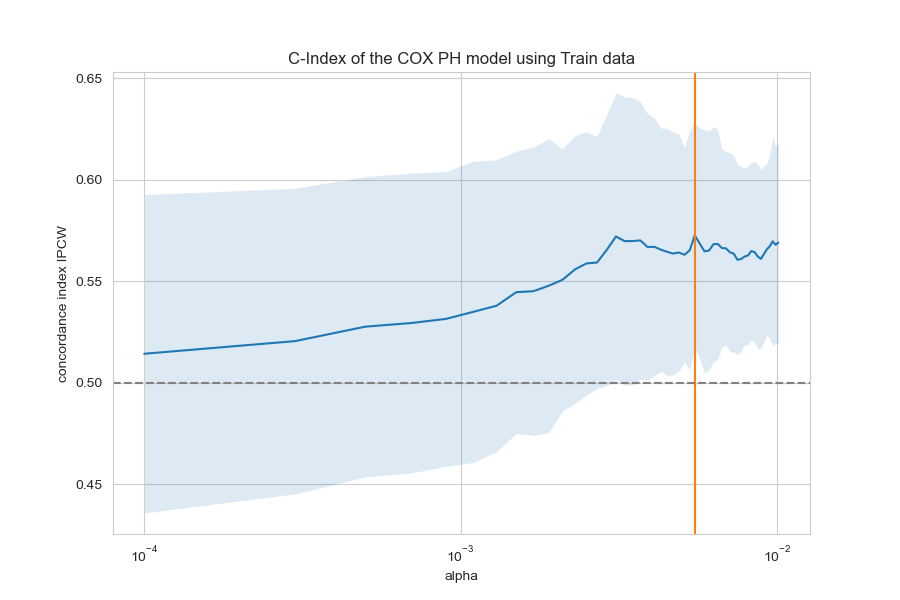 C-Index of the COX PH model using Train data
concordance index IPCW
0.65
0.60
0.55
0.50
0.45
10⁻⁴
10⁻³
10⁻²
alpha